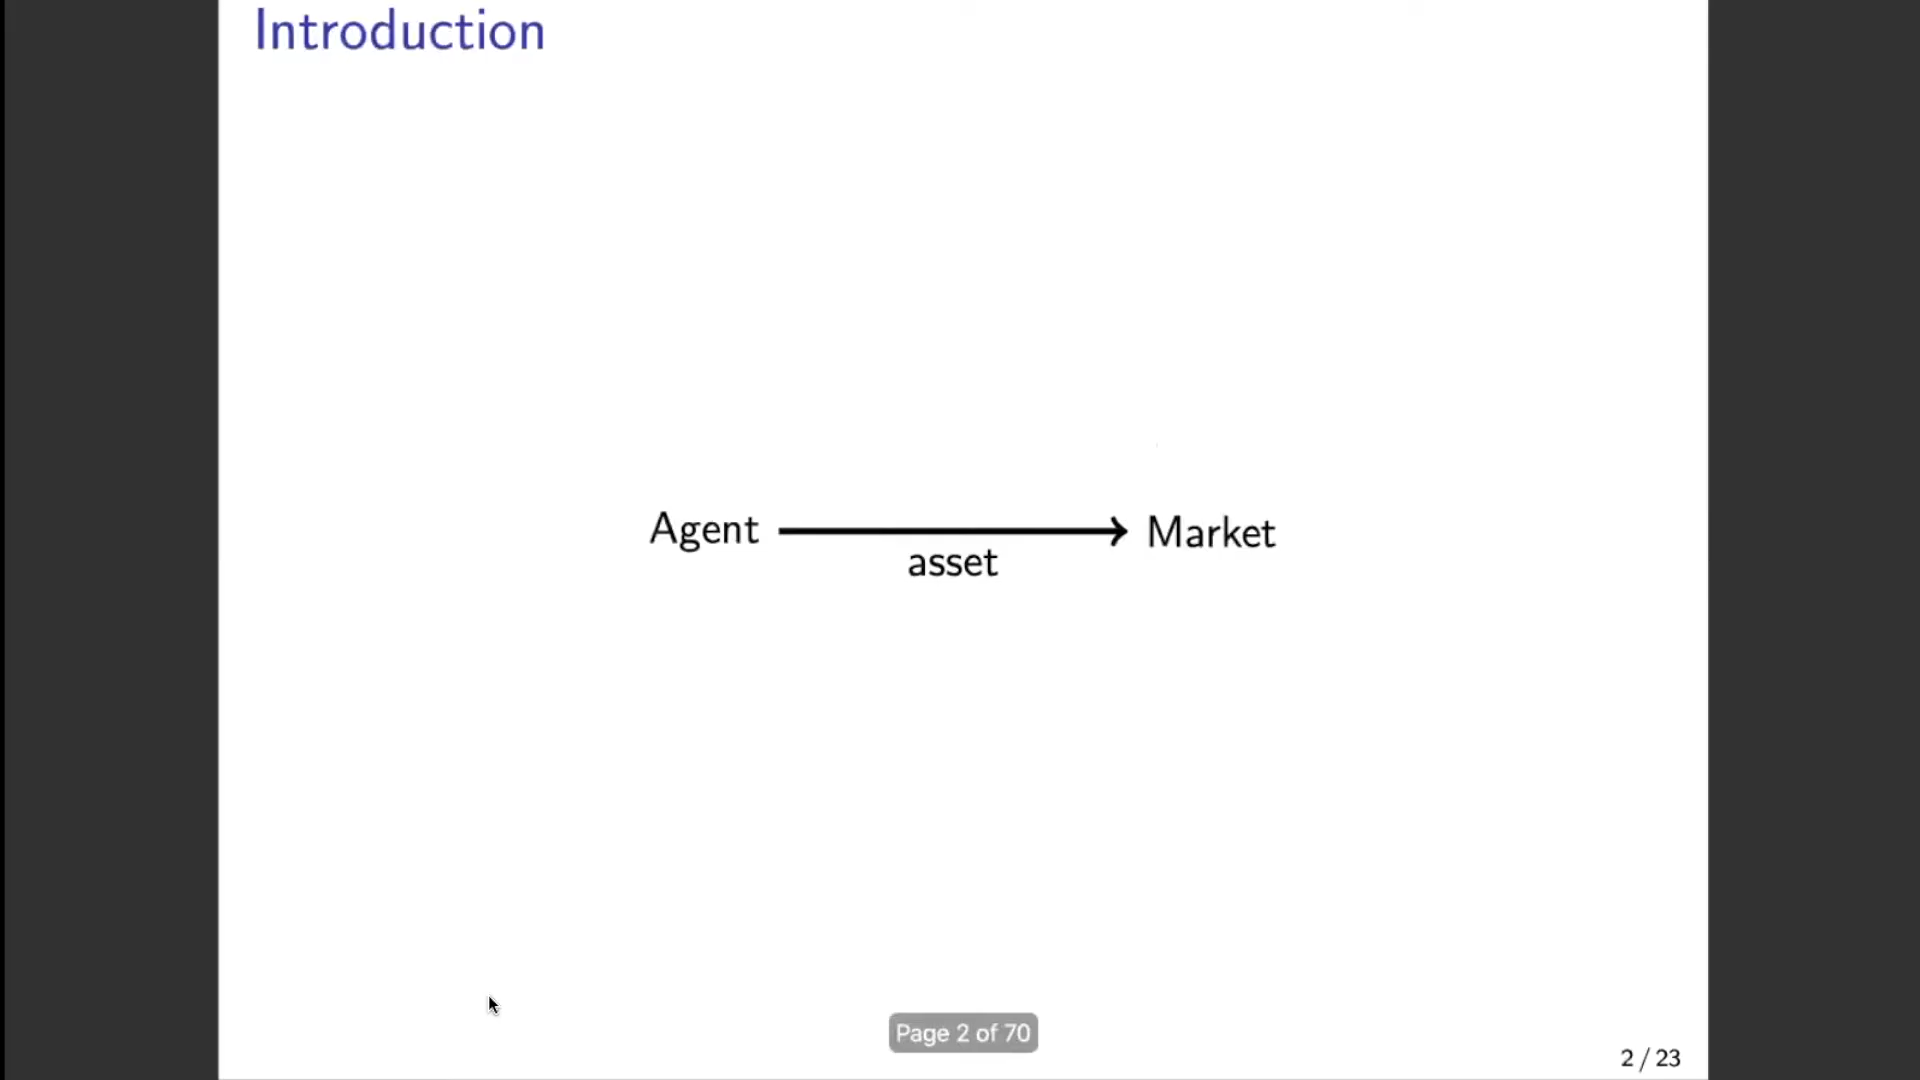 Introduction
Agent
Market
asset
Page 2 of 70
2 / 23